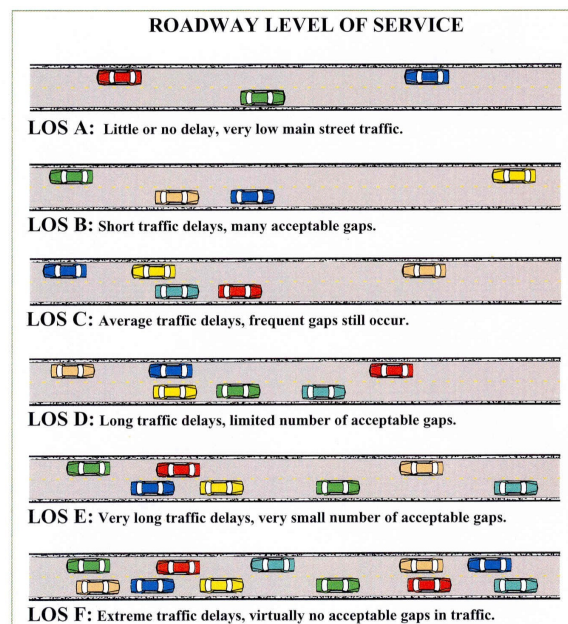 ROADWAY LEVEL OF SERVICE
LOS A: Little or no delay, very low main street traffic.
LOS B: Short traffic delays, many acceptable gaps.
LOS C: Average traffic delays, frequent gaps still occur.
LOS D: Long traffic delays, limited number of acceptable gaps.
LOS E: Very long traffic delays, very small number of acceptable gaps.
LOS F: Extreme traffic delays, virtually no acceptable gaps in traffic.